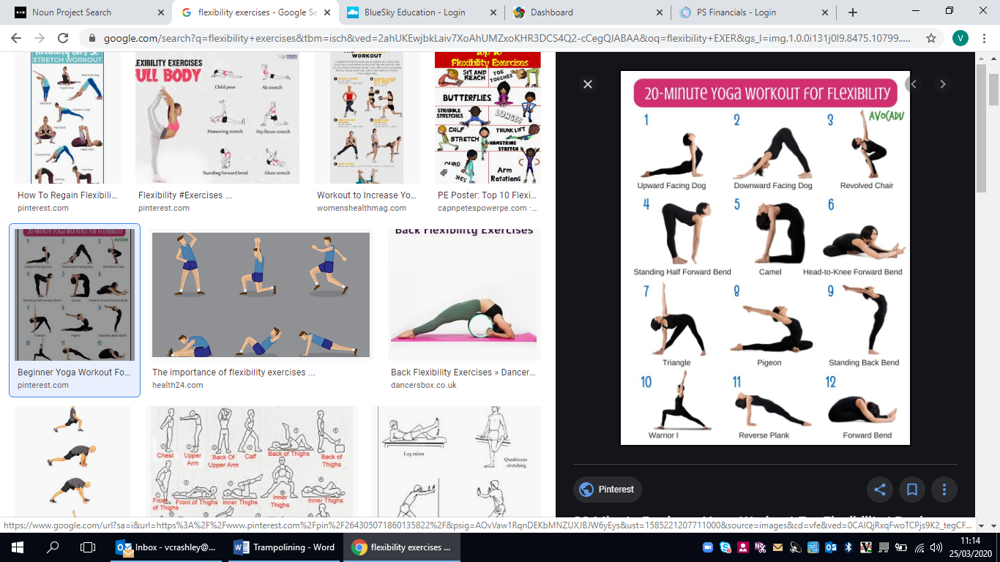 Noun Project Search
flexibility exercises - Google Se
BlueSky Education - Login
Dashboard
PS Financials - Login
google.com/search?q=flexibility+exercises&tbm=isch&ved=2ahUKEwjbkLaiv7XoAhUMZxoKHR3DCS4Q2-cCegQIABAA&oq=flexibility+EXER&gs_l=img.1.0.0i131j0l9.8475.10799.....
V
STRETCH WORKOUT
How To Regain Flexibili...
pinterest.com
EXIBILITY EXERCISES
ULL BODY
Child pose
Ab stretch
Hamstring stretch
Hip flexor stretch
Standing forward bend
Glute stretch
Flexibility #Exercises ...
pinterest.com
WORKOUT
Workout to Increase Yo...
womenshealthmag.com
Top 10
Flexibility Exercises
SIT AND REACH
TOE TOUCHES
BUTTERFLIES
STRADDLE STRETCHES
LUNGES
CALF STRETCH
TRUNK LIFT
HAMSTRING STRETCH
Arm Rotations
PE Poster: Top 10 Flexi...
capnpetespowerpe.com ·...
Beginner Yoga Workout Fo...
pinterest.com
The importance of flexibility exercises ...
health24.com
Back Flexibility Exercises
Back Flexibility Exercises » Dancer...
dancersbox.co.uk
Chest
Upper Arm
Back Of Upper Arm
Calf
Back of Thighs
Back of Thighs
Front of Thighs
Front of Thighs
Inner Thighs
Inner Thighs
Inner Thighs
Leg raises
Quadriceps stretching
20-MINUTE YOGA WORKOUT FOR FLEXIBILITY
AVOCADU
1
2
3
Upward Facing Dog
Downward Facing Dog
Revolved Chair
4
5
6
Standing Half Forward Bend
Camel
Head-to-Knee Forward Bend
7
8
9
Triangle
Pigeon
Standing Back Bend
10
11
12
Warrior I
Reverse Plank
Forward Bend
Pinterest
https://www.google.com/url?sa=i&url=https%3A%2F%2Fwww.pinterest.com%2Fpin%2F264305071860135822%2F&psig=AOvVaw1RqnDEKbMNZUXJBJW6yEys&ust=1585221207711000&source=images&cd=vfe&ved=0CAIQjRxqFwoTCPjs9K2_tegCF...
Inbox - vcrashley@...
Trampolining - Word
flexibility exercises ...
11:14
25/03/2020